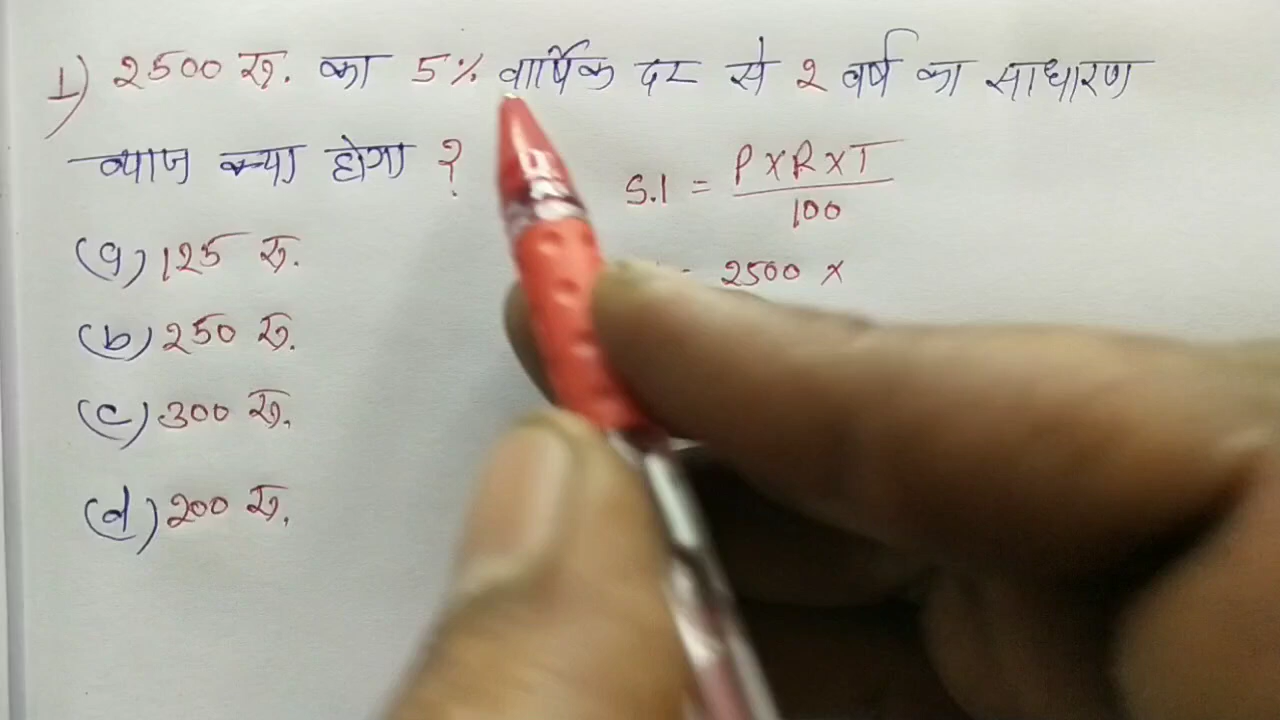 1) 2500 रु. का 5% वार्षिक दर से 2 वर्ष का साधारण
ब्याज क्या होगा ?
S.I = P X R X T
100
(a) 125 रु.
= 2500 x
(b) 250 रु.
(c) 300 रु.
(d) 200 रु.